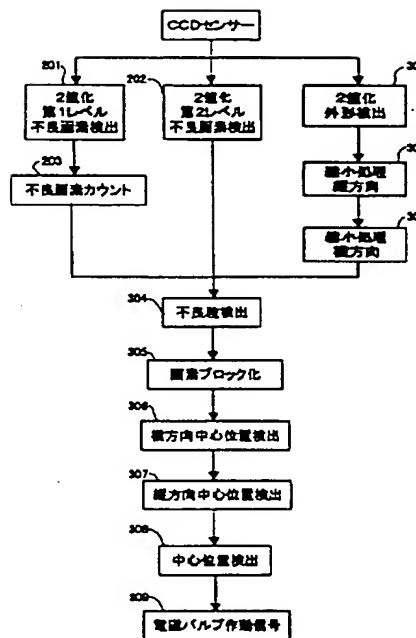 CCDセンサー
201
2値化
第1レベル
不良画素検出
202
2値化
第2レベル
不良画素検出
2値化
外形検出
203
不良画素カウント
縮小処理
縦方向
縮小処理
横方向
304
不良粒検出
305
画素ブロック化
306
横方向中心位置検出
307
縦方向中心位置検出
308
中心位置検出
309
電磁バルブ作動信号